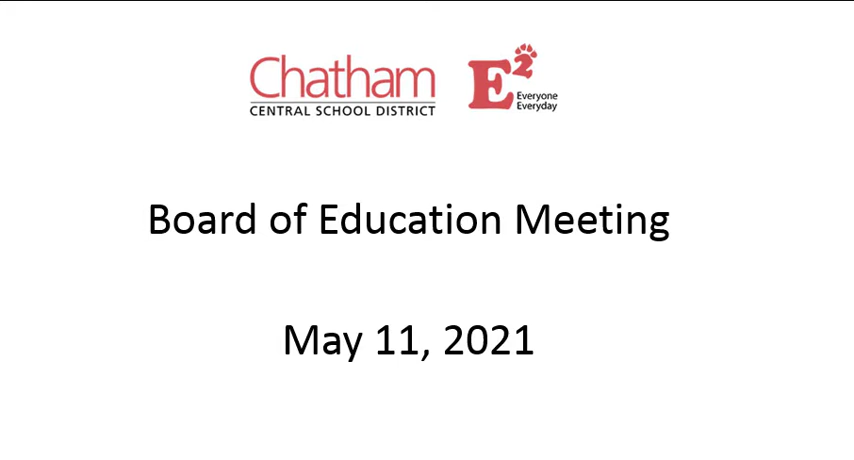 Chatham
CENTRAL SCHOOL DISTRICT
E2
Everyone
Everyday
Board of Education Meeting
May 11, 2021